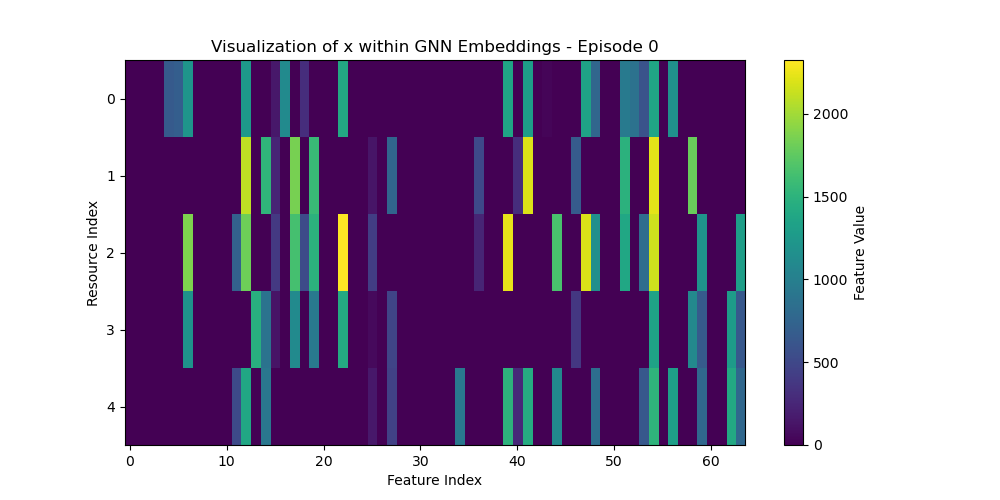 Visualization of x within GNN Embeddings - Episode 0
Resource Index
0
1
2
3
4
0 10 20 30 40 50 60
Feature Index
2000
1500
1000
500
0
Feature Value